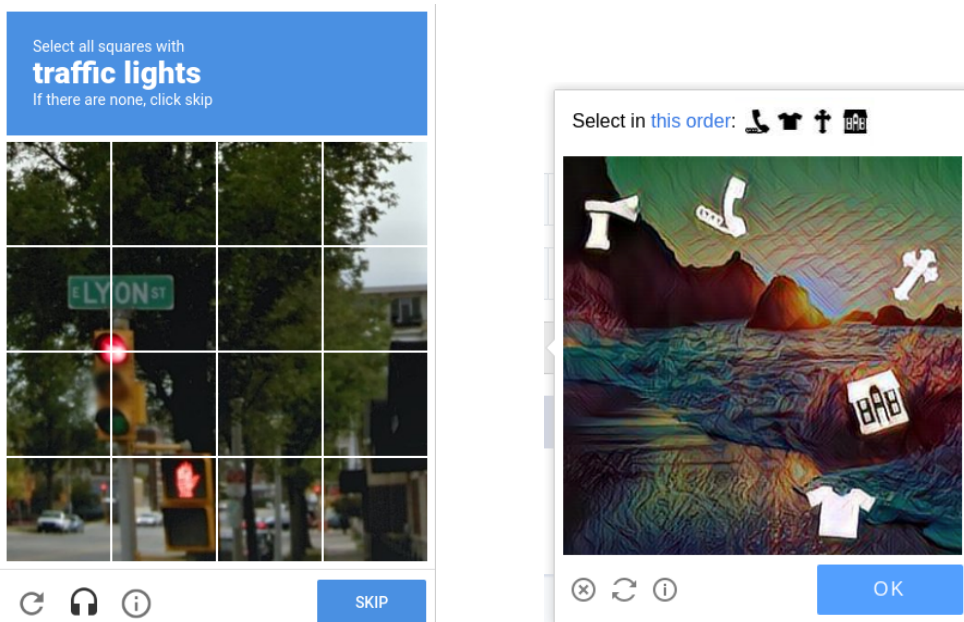 Select all squares with
traffic lights
If there are none, click skip
E LYON ST
SKIP
Select in this order:
OK